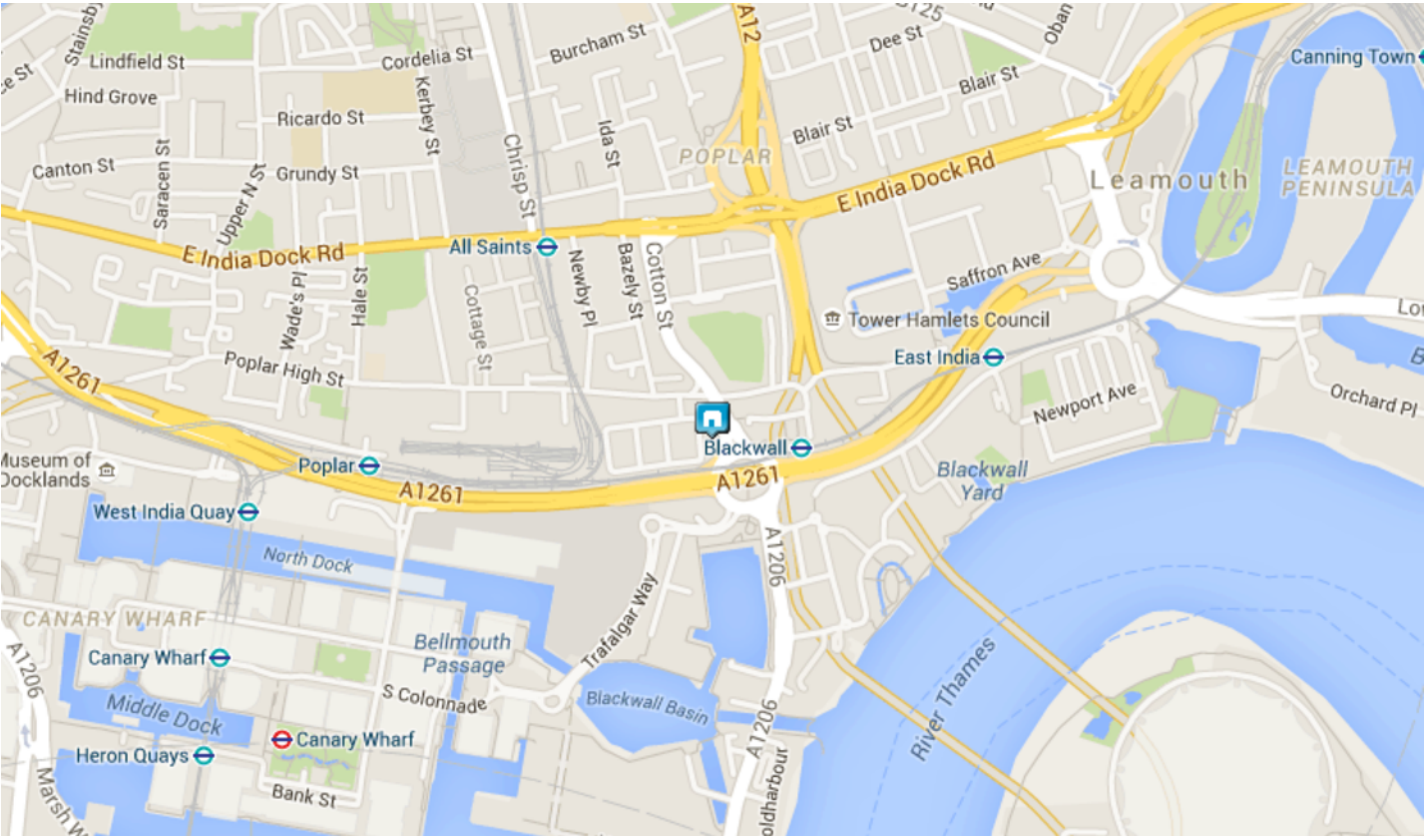 Stainsby
B125
Oban
A12
Burcham St
Dee St
Canning Town
Lindfield St
Cordelia St
Hind Grove
Kerbey St
Blair St
Ricardo St
Ida St
Blair St
Chrisp St
POPLAR
Canton St
Saracen St
Upper N St
Grundy St
E India Dock Rd
Leamouth
LEAMOUTH
PENINSULA
E India Dock Rd
All Saints
Newby Pl
Bazely St
Cotton St
Saffron Ave
Wade's Pl
Hale St
Cottage St
Tower Hamlets Council
East India
A1261
Poplar High St
Newport Ave
Orchard Pl
Blackwall
Museum of
Docklands
Poplar
A1261
A1261
Blackwall
Yard
West India Quay
North Dock
A1206
Trafalgar Way
CANARY WHARF
Bellmouth
Passage
Canary Wharf
A1206
S Colonnade
Blackwall Basin
River Thames
Middle Dock
Canary Wharf
A1206
Heron Quays
Bank St
Marsh W
oldharbour